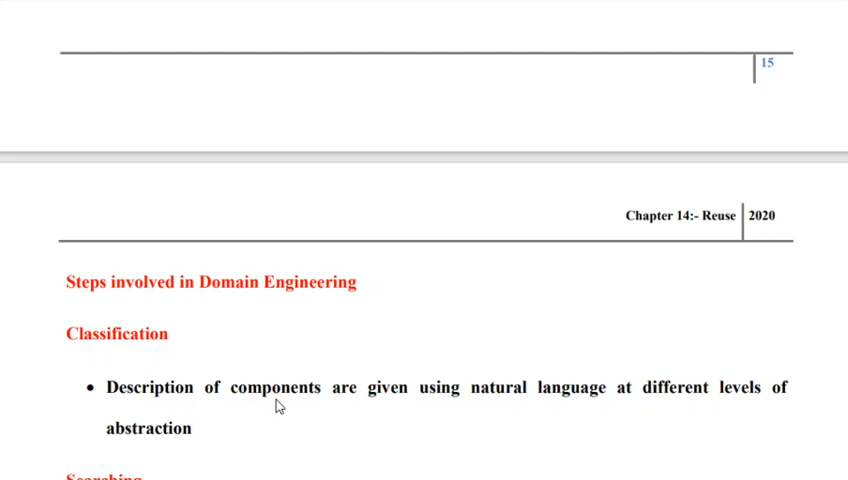 15
Chapter 14:- Reuse 2020
Steps involved in Domain Engineering
Classification
• Description of components are given using natural language at different levels of
abstraction
Searching